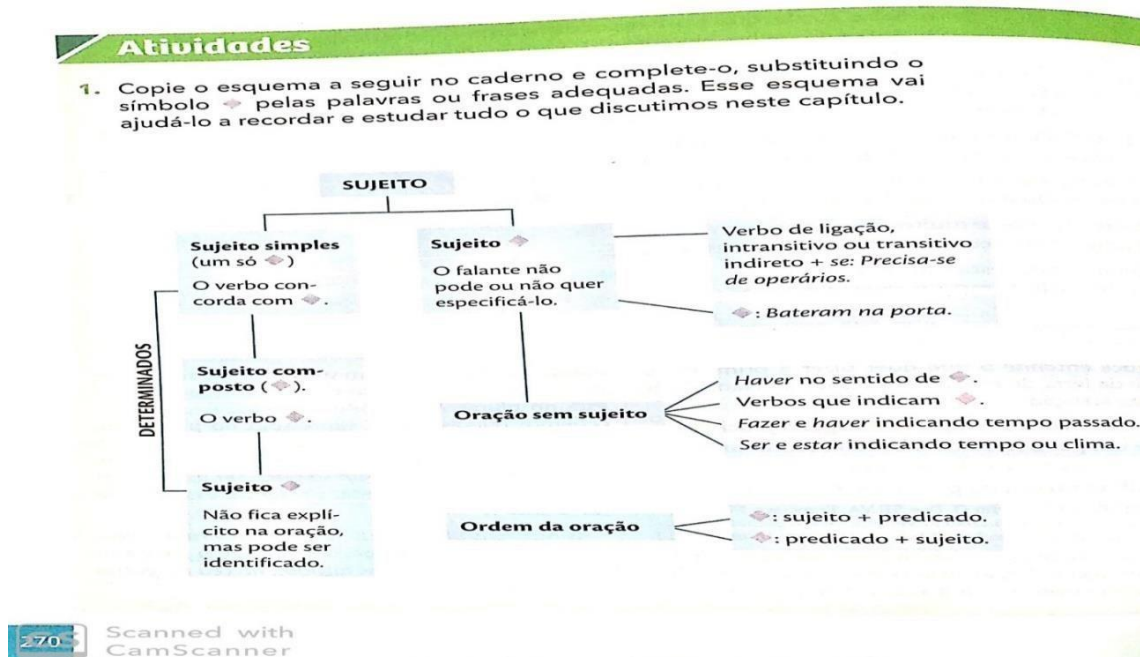 Atividades
1. Copie o esquema a seguir no caderno e complete-o, substituindo o
símbolo ◆ pelas palavras ou frases adequadas. Esse esquema vai
ajudá-lo a recordar e estudar tudo o que discutimos neste capítulo.
SUJEITO
Sujeito simples
(um só ◆)
O verbo con-
corda com ◆.
Sujeito ◆
O falante não
pode ou não quer
especificá-lo.
Verbo de ligação,
intransitivo ou transitivo
indireto + se: Precisa-se
de operários.
◆: Bateram na porta.
DETERMINADOS
Sujeito com-
posto (◆).
O verbo ◆.
Oração sem sujeito
Haver no sentido de ◆.
Verbos que indicam ◆.
Fazer e haver indicando tempo passado.
Ser e estar indicando tempo ou clima.
Sujeito ◆
Não fica explí-
cito na oração,
mas pode ser
identificado.
Ordem da oração
◆: sujeito + predicado.
◆: predicado + sujeito.
270
CS
Scanned with
CamScanner